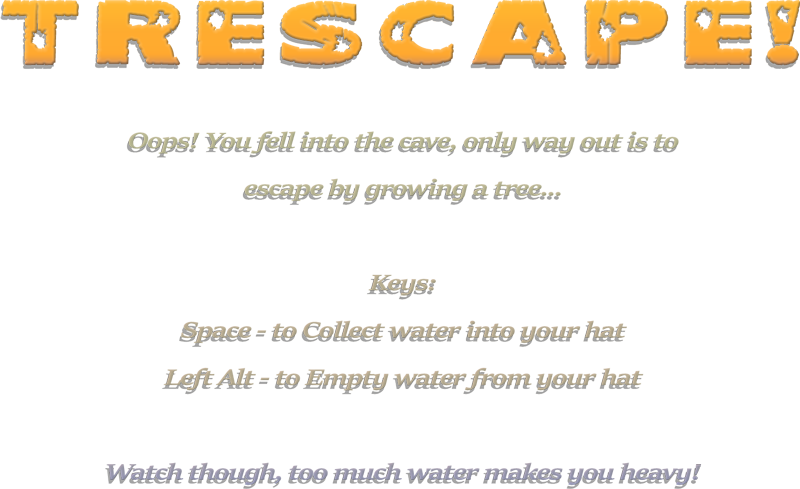 TRESCAPE!
Oops! You fell into the cave, only way out is to
escape by growing a tree...
Keys:
Space - to Collect water into your hat
Left Alt - to Empty water from your hat
Watch though, too much water makes you heavy!